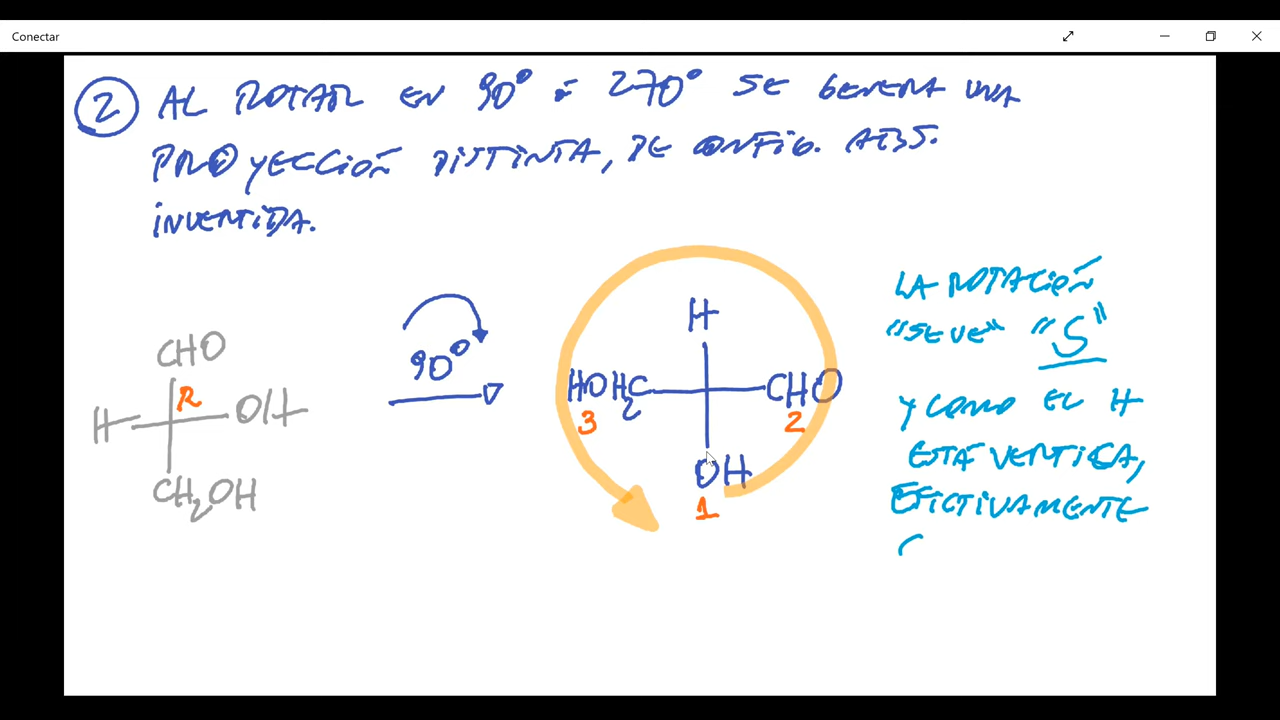 Conectar
2 AL ROTAR EN 90° ó 270° SE GENERA UNA
PROYECCIÓN DISTINTA, DE CONFIG. ABS.
INVERTIDA.
CHO
H R OH
CH2OH
90°
H
HOH2C CHO
3 2
OH
1
LA ROTACIÓN
"SE VE" "S"
Y COMO EL H
ESTÁ VERTICA,
EFECTIVAMENTE